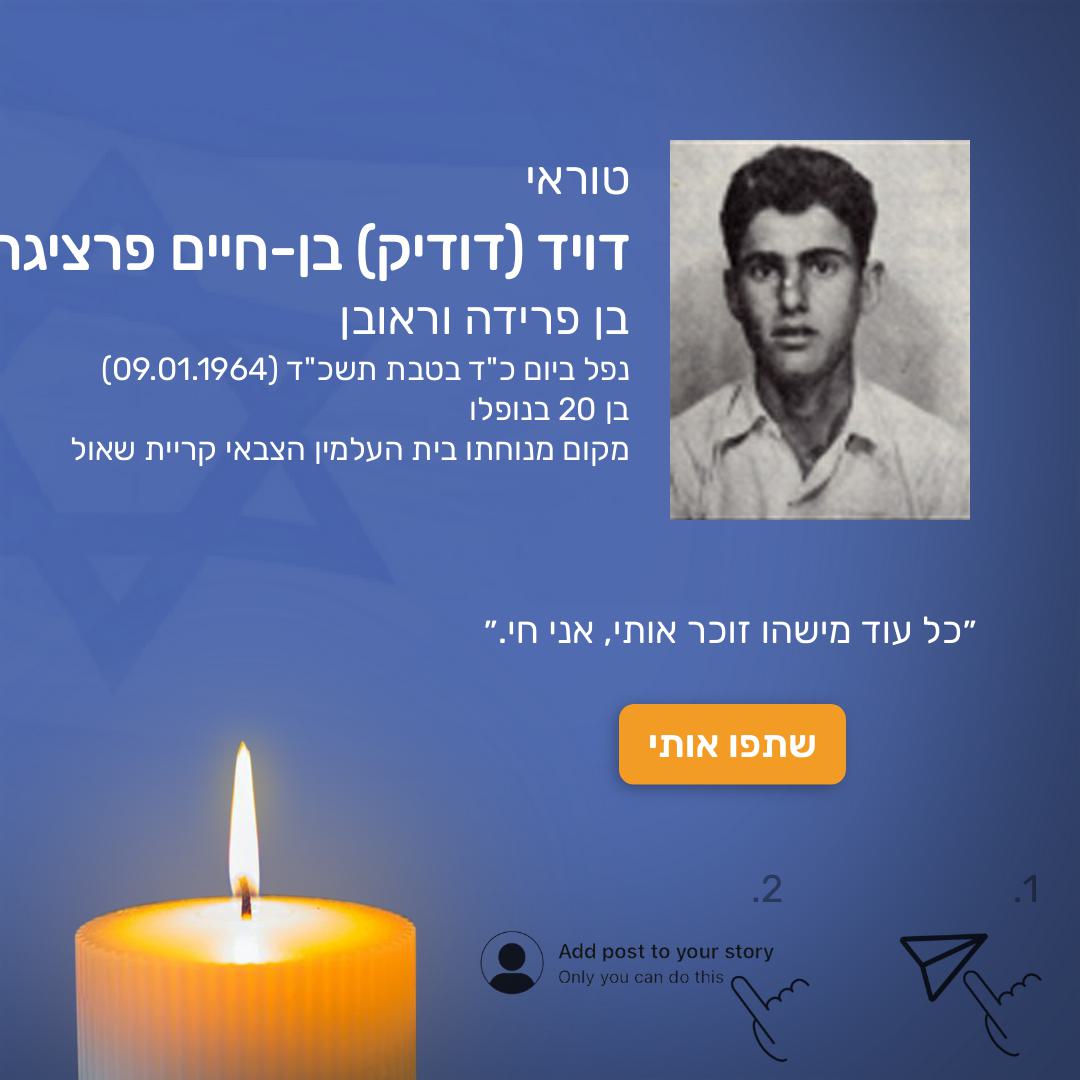 טוראי
דויד (דודיק) בן-חיים
בן פרידה וראובן
נפל ביום כ"ד בטבת תשכ"ד (09.01.1964)
בן 20 בנופלו
מקום מנוחתו בית העלמין הצבאי קריית שאול
״כל עוד מישהו זוכר אותי, אני חי.״
שתפו אותי
1.
2.
Add post to your story
Only you can do this